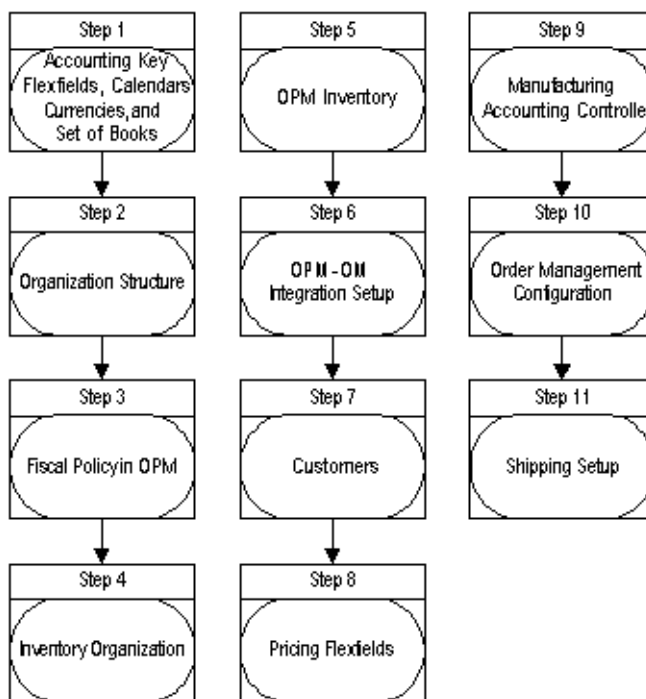 Step 1
Accounting Key
Flexfields, Calendars
Currencies,and
Set of Books
Step 2
Organization Structure
Step 3
Fiscal Policyin OPM
Step 4
Inventory Organization
Step 5
OPM Inventory
Step 6
OPM-OM
Integration Setup
Step 7
Customers
Step 8
Pricing Flexfields
Step 9
Manufacturing
Accounting Controller
Step 10
Order Management
Configuration
Step 11
Shipping Setup